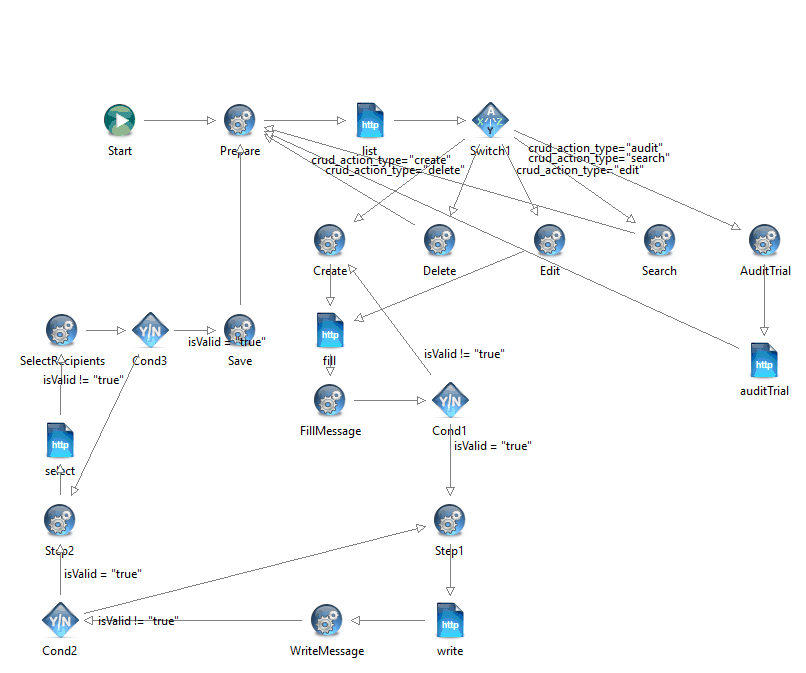 http
A
X Z
Y
Start
Prepare
list
Switch1
crud_action_type="audit"
crud_action_type="create"
crud_action_type="search"
crud_action_type="delete"
crud_action_type="edit"
Create
Delete
Edit
Search
AuditTrial
Y/N
http
isValid = "true"
isValid != "true"
SelectRecipients
Cond3
Save
fill
http
isValid != "true"
auditTrial
Y/N
FillMessage
Cond1
http
isValid = "true"
select
Step2
Step1
isValid = "true"
Y/N
isValid != "true"
http
Cond2
WriteMessage
write